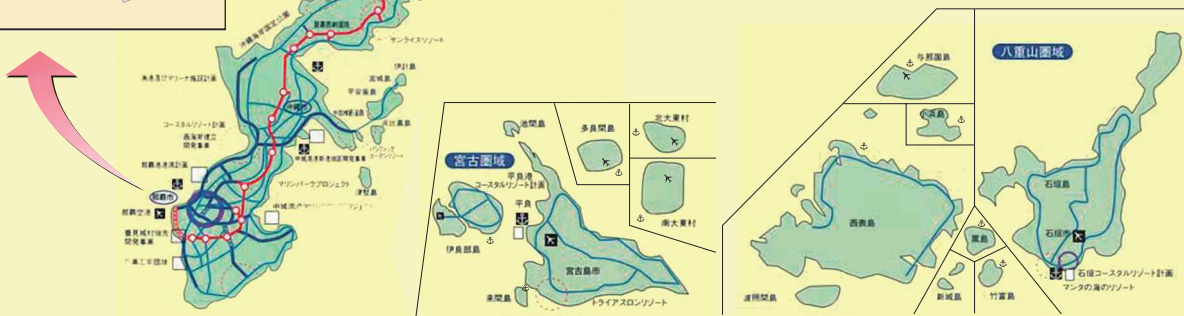 沖縄海岸国定公園
サンライズリゾート
伊計島
宮城島
平安座島
浜比嘉島
コースタルリゾート計画
マリンパークプロジェクト
津堅島
那覇市
那覇空港
宮古圏域
池間島
多良間島
北大東村
南大東村
平良港
コースタルリゾート計画
平良
伊良部島
宮古島市
来間島
トライアスロンリゾート
八重山圏域
与那国島
小浜島
石垣島
西表島
石垣市
黒島
石垣コースタルリゾート計画
マンタの海のリゾート
波照間島
新城島
竹富島